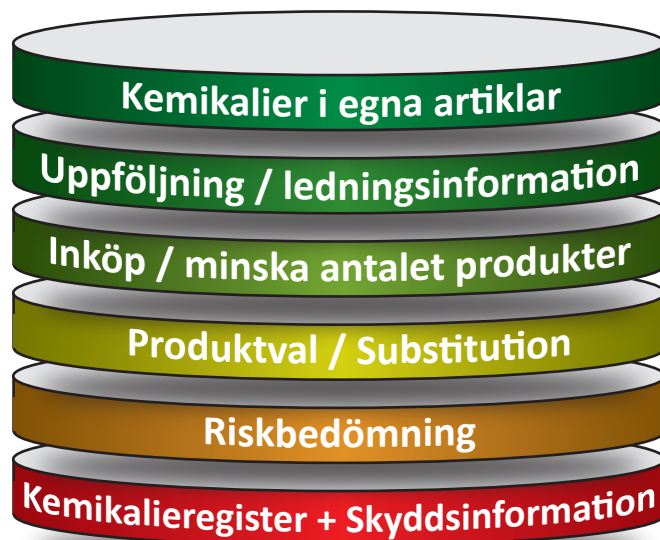 Kemikalier i egna artiklar
Uppföljning / ledningsinformation
Inköp / minska antalet produkter
Produktval / Substitution
Riskbedömning
Kemikalieregister + Skyddsinformation